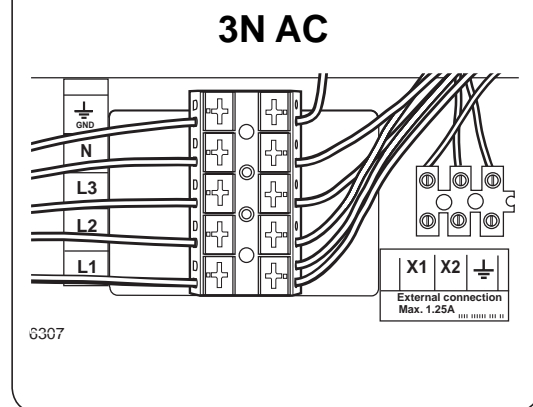 3N AC
GND
N
L3
L2
L1
X1 X2
External connection
Max. 1.25A
6307